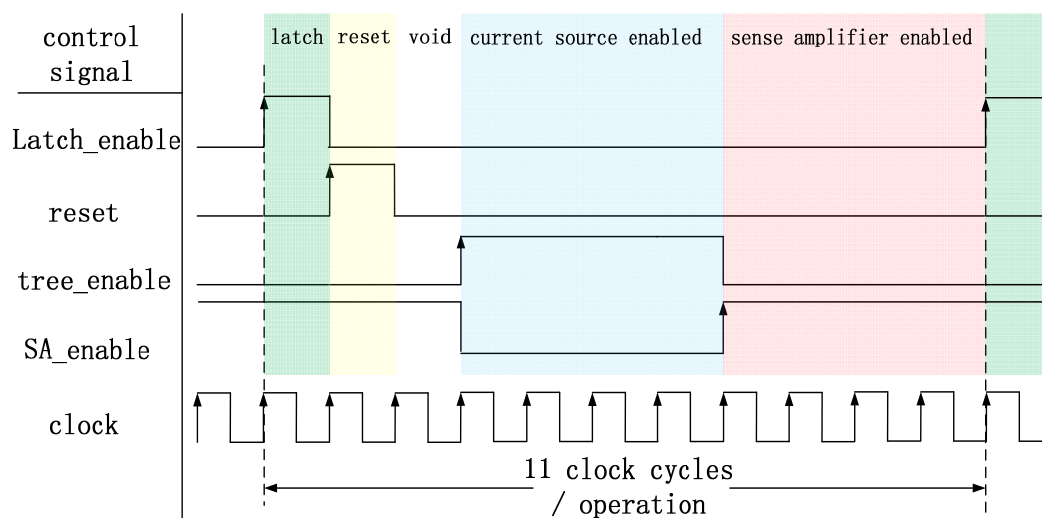 control
signal
latch reset void current source enabled sense amplifier enabled
Latch_enable
reset
tree_enable
SA_enable
clock
11 clock cycles
/ operation